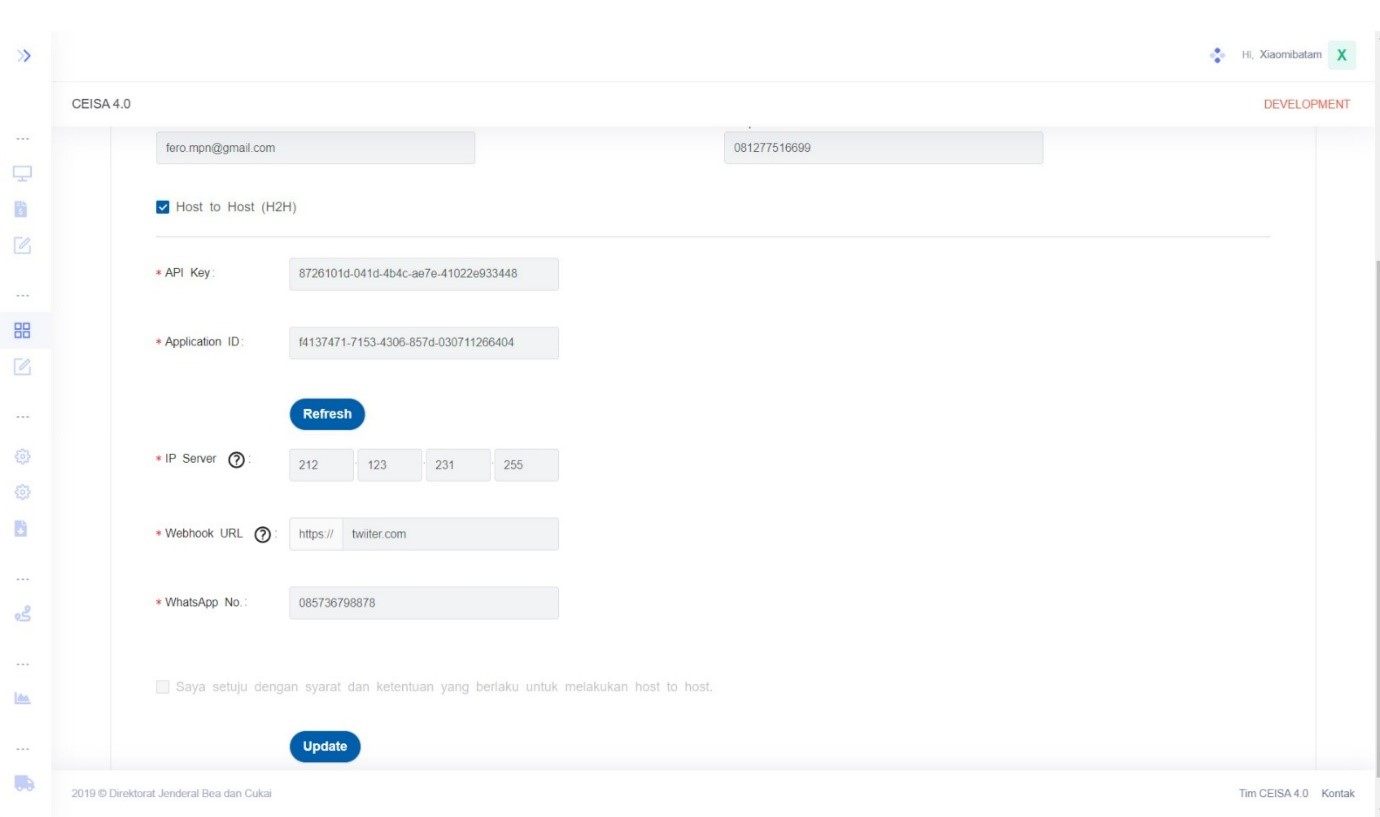 Hi, Xiaomibatam X
CEISA 4.0 DEVELOPMENT
fero.mpn@gmail.com 081277516699
Host to Host (H2H)
* API Key: 8726101d-041d-4b4c-ae7e-41022e933448
* Application ID: f4137471-7153-4306-857d-030711266404
Refresh
* IP Server ? : 212 123 231 255
* Webhook URL ? : https:// twiiter.com
* WhatsApp No.: 085736798878
Saya setuju dengan syarat dan ketentuan yang berlaku untuk melakukan host to host.
Update
2019 © Direktorat Jenderal Bea dan Cukai Tim CEISA 4.0 Kontak